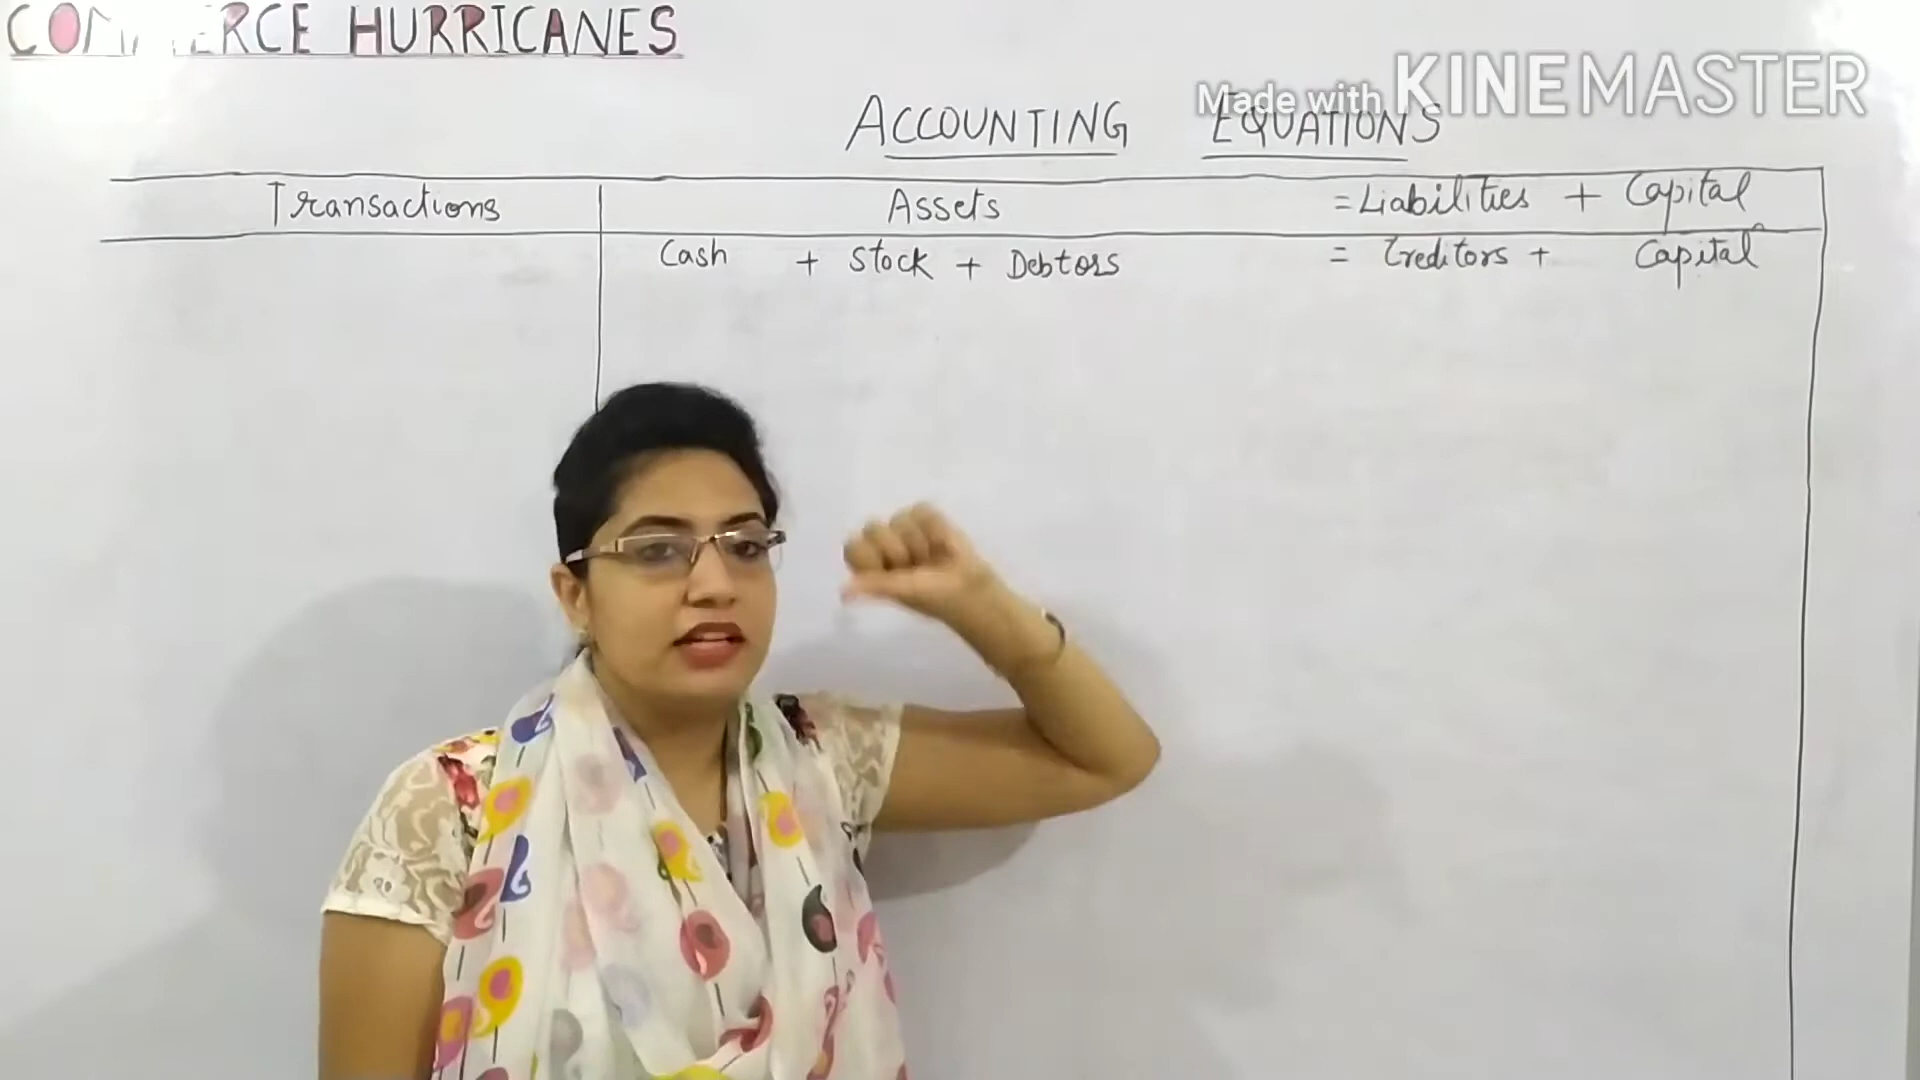 COMMERCE HURRICANES
Made with KINEMASTER
ACCOUNTING EQUATIONS
Transactions Assets = Liabilities + Capital
Cash + Stock + Debtors = Creditors + Capital